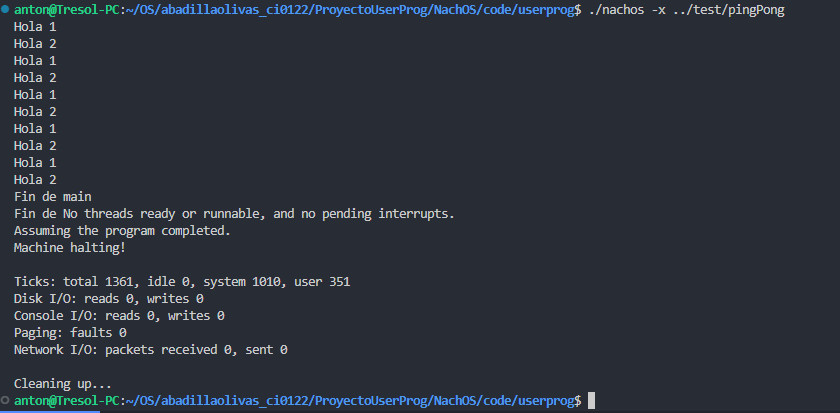 anton@Tresol-PC:~/OS/abadillaolivas_ci0122/ProyectoUserProg/NachOS/code/userprog$ ./nachos -x ../test/pingPong
Hola 1
Hola 2
Hola 1
Hola 2
Hola 1
Hola 2
Hola 1
Hola 2
Hola 1
Hola 2
Fin de main
Fin de No threads ready or runnable, and no pending interrupts.
Assuming the program completed.
Machine halting!

Ticks: total 1361, idle 0, system 1010, user 351
Disk I/O: reads 0, writes 0
Console I/O: reads 0, writes 0
Paging: faults 0
Network I/O: packets received 0, sent 0

Cleaning up...
anton@Tresol-PC:~/OS/abadillaolivas_ci0122/ProyectoUserProg/NachOS/code/userprog$